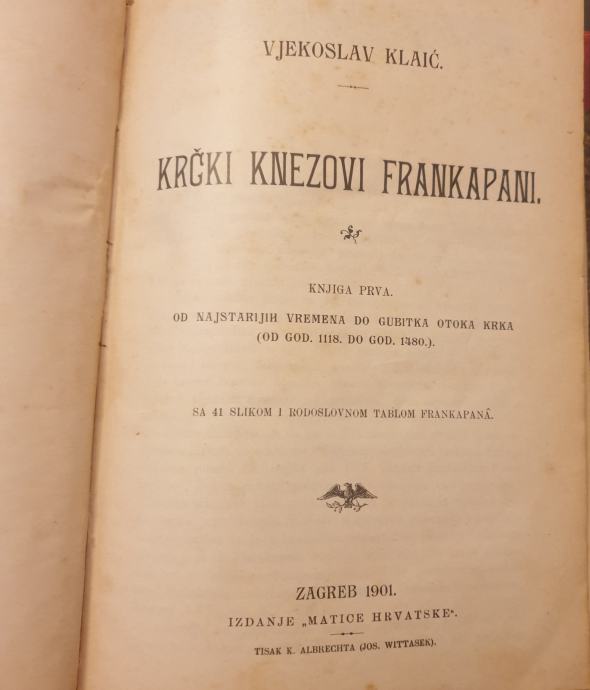 VJEKOSLAV KLAIĆ.
KRČKI KNEZOVI FRANKAPANI.
KNJIGA PRVA.
OD NAJSTARIJIH VREMENA DO GUBITKA OTOKA KRKA
(OD GOD. 1118. DO GOD. 1480.).
SA 41 SLIKOM I RODOSLOVNOM TABLOM FRANKAPANÂ.
ZAGREB 1901.
IZDANJE „MATICE HRVATSKE“.
TISAK K. ALBRECHTA (JOS. WITTASEK).